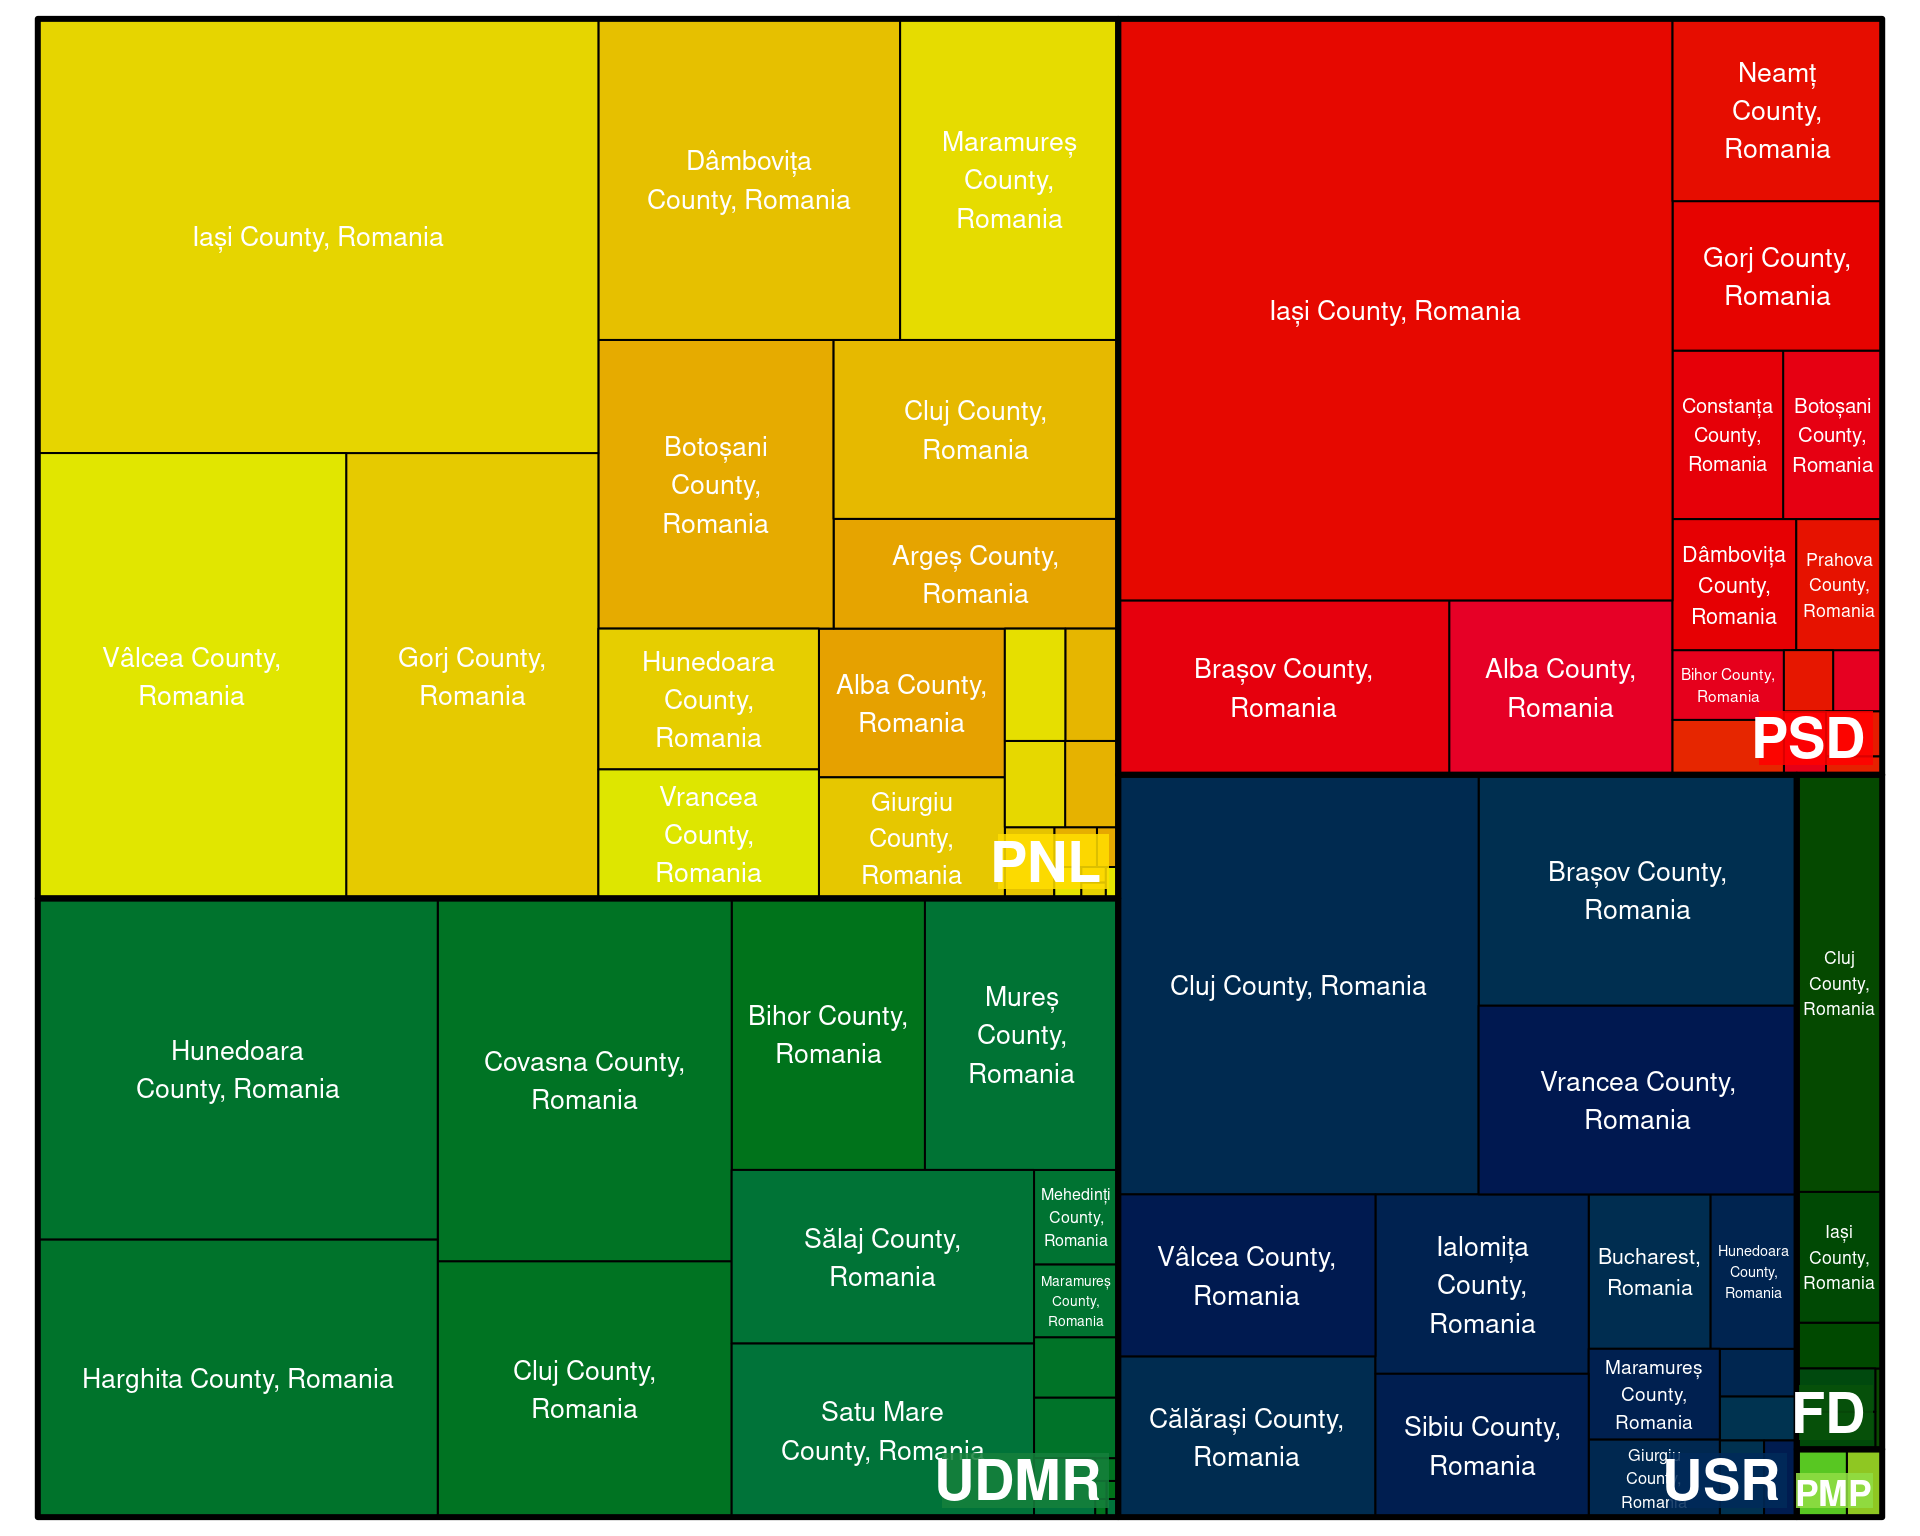 Iași County, Romania
Dâmbovița
County, Romania
Maramureș
County,
Romania
Botoșani
County,
Romania
Cluj County,
Romania
Argeș County,
Romania
Vâlcea County,
Romania
Gorj County,
Romania
Hunedoara
County,
Romania
Alba County,
Romania
Vrancea
County,
Romania
Giurgiu
County,
Romania
PNL
Iași County, Romania
Neamț
County,
Romania
Gorj County,
Romania
Constanța
County,
Romania
Botoșani
County,
Romania
Dâmbovița
County,
Romania
Prahova
County,
Romania
Brașov County,
Romania
Alba County,
Romania
Bihor County,
Romania
PSD
Hunedoara
County, Romania
Covasna County,
Romania
Bihor County,
Romania
Mureș
County,
Romania
Sălaj County,
Romania
Mehedinți
County,
Romania
Maramureș
County,
Romania
Harghita County, Romania
Cluj County,
Romania
Satu Mare
County, Romania
UDMR
Cluj County, Romania
Brașov County,
Romania
Vrancea County,
Romania
Vâlcea County,
Romania
Ialomița
County,
Romania
Bucharest,
Romania
Hunedoara
County,
Romania
Călărași County,
Romania
Sibiu County,
Romania
Maramureș
County,
Romania
Giurgiu
County,
Romania
USR
Cluj
County,
Romania
Iași
County,
Romania
FD
PMP